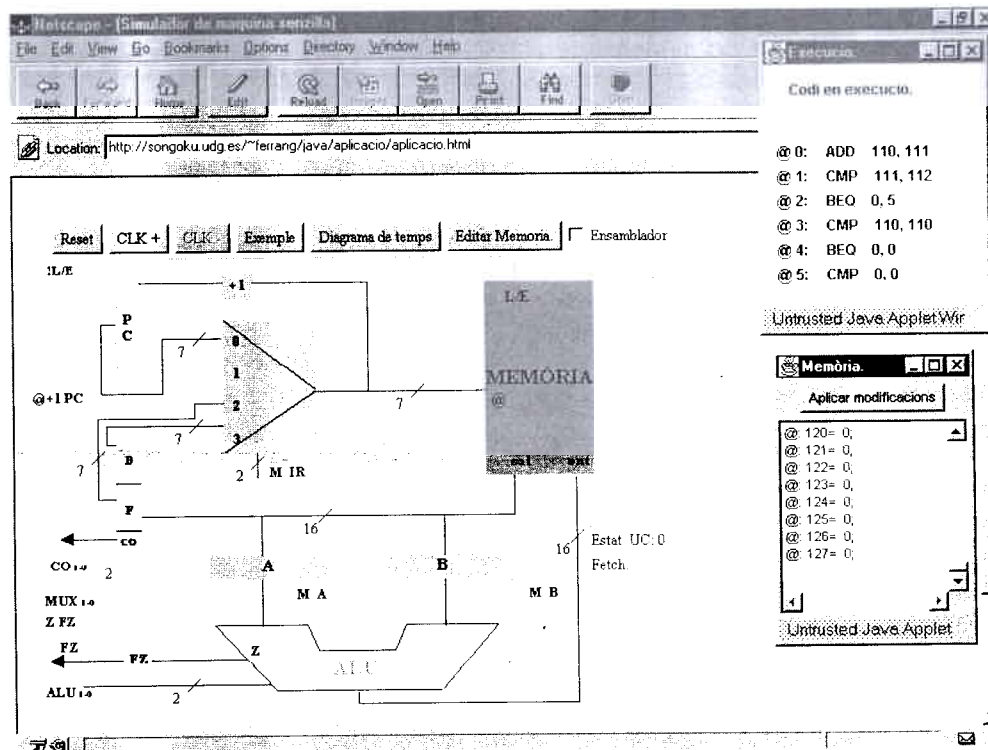 Netscape - (Simulador de maquina senzilla)
File Edit View Go Bookmarks Options Directory Window Help
Back Home Edit Reload Open Print Find
Location: http://songoku.udg.es/~ferrang/java/aplicacio/aplicacio.html
Reset CLK + CLK - Exemple Diagrama de temps Editar Memoria Ensamblador
!L/E
+1
P
C
7
0
1
2
3
@+1 PC
7
7
7
D
2
M IR
F
CO
CO 1-0
2
16
A
B
M A
M B
MUX 1-0
Z FZ
FZ
FZ
Z
ALU
ALU 1-0
2
L/E
MEMÒRIA
@
out
16
Estat UC: 0
Fetch.
Execucio.
Codi en execucio.
@ 0: ADD 110, 111
@ 1: CMP 111, 112
@ 2: BEQ 0, 5
@ 3: CMP 110, 110
@ 4: BEQ 0, 0
@ 5: CMP 0, 0
Untrusted Java Applet Wir
Memòria.
Aplicar modificacions
@: 120= 0;
@: 121= 0;
@: 122= 0;
@: 123= 0;
@: 124= 0;
@: 125= 0;
@: 126= 0;
@: 127= 0;
Untrusted Java Applet